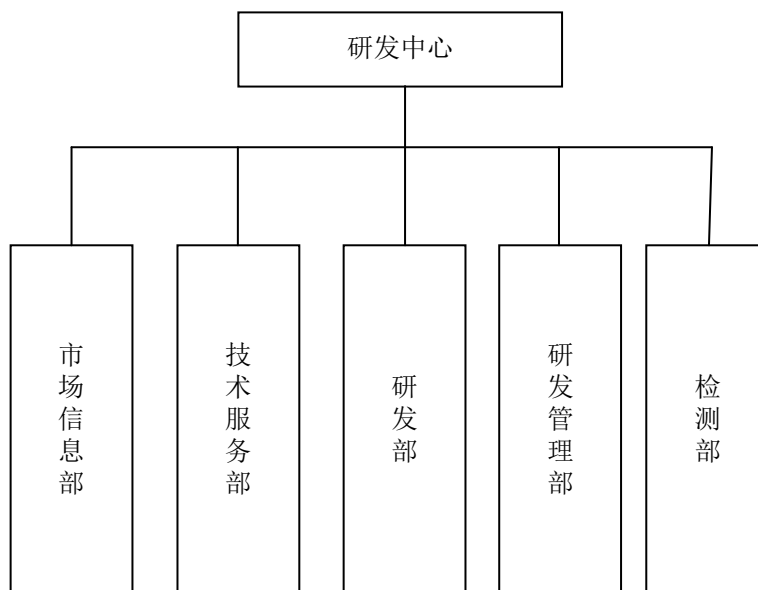 研发中心
市场信息部
技术服务部
研发部
研发管理部
检测部